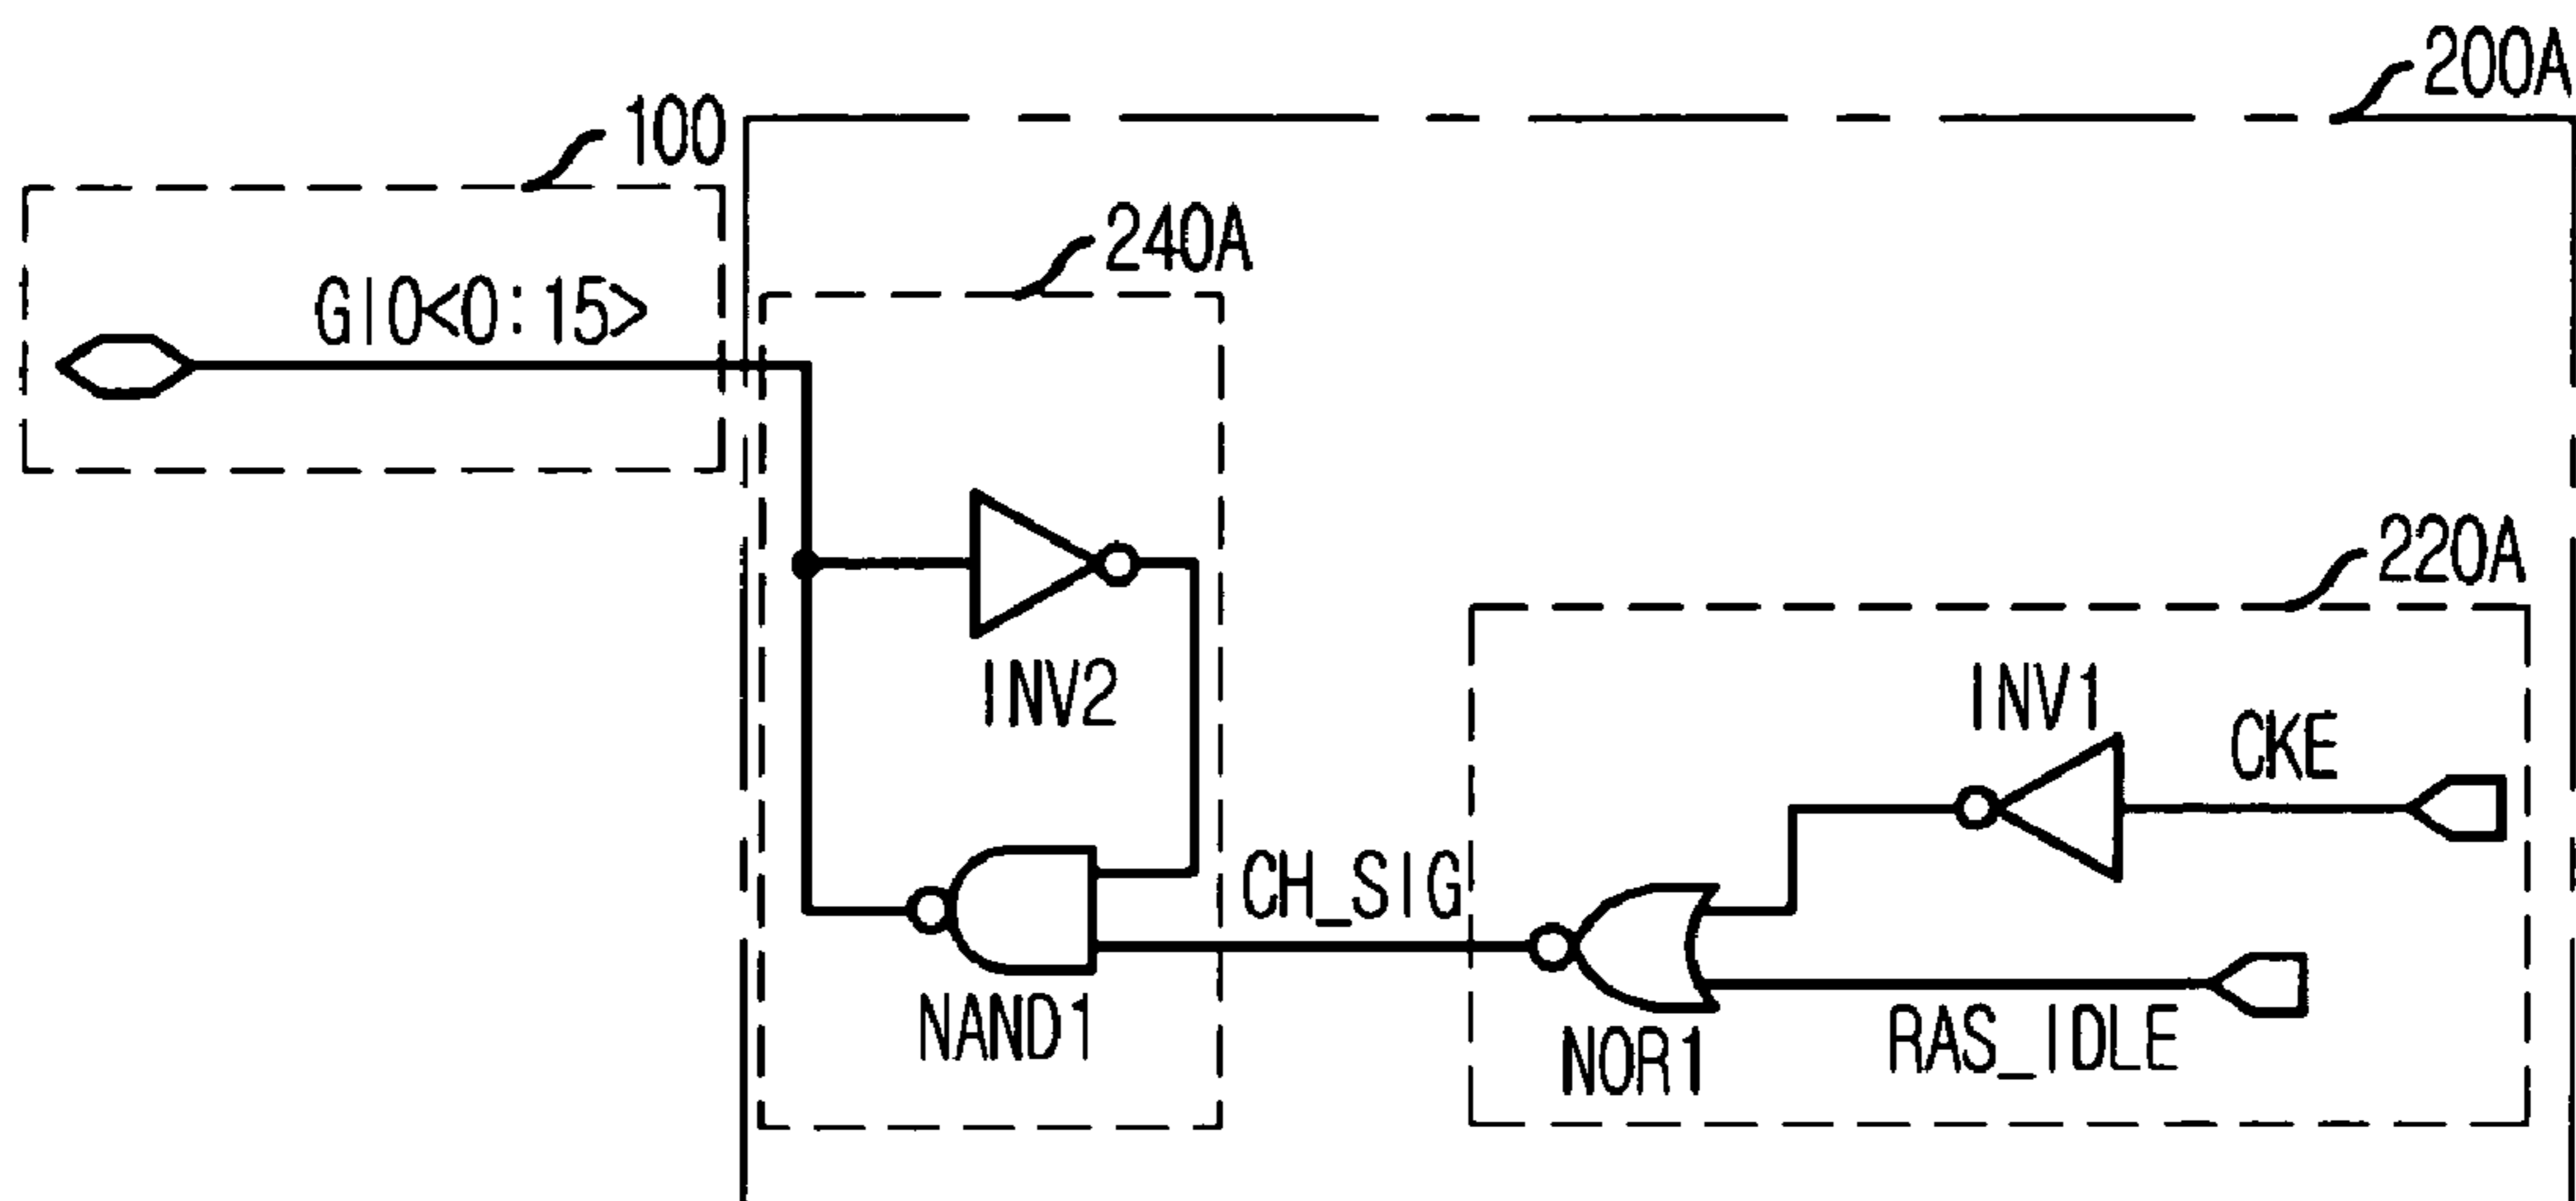 200A
100
240A
GIO<0:15>
220A
INV2
INV1
CKE
CH_SIG
NAND1
NOR1
RAS_IDLE